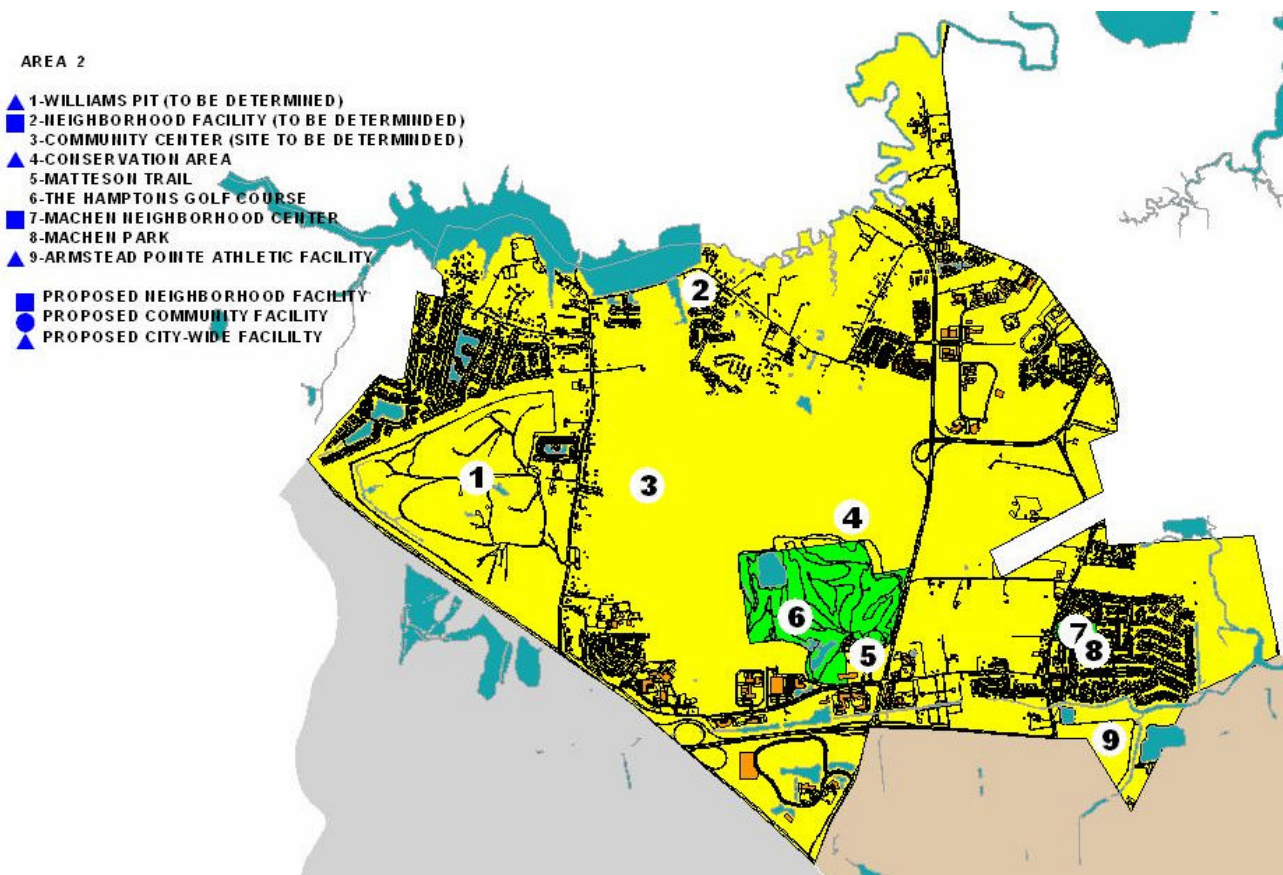 AREA 2
1-WILLIAMS PIT (TO BE DETERMINED)
2-NEIGHBORHOOD FACILITY (TO BE DETERMINDED)
3-COMMUNITY CENTER (SITE TO BE DETERMINDED)
4-CONSERVATION AREA
5-MATTESON TRAIL
6-THE HAMPTONS GOLF COURSE
7-MACHEN NEIGHBORHOOD CENTER
8-MACHEN PARK
9-ARMSTEAD POINTE ATHLETIC FACILITY
PROPOSED NEIGHBORHOOD FACILITY
PROPOSED COMMUNITY FACILITY
PROPOSED CITY-WIDE FACILILTY
2
1
3
4
6
5
7
8
9